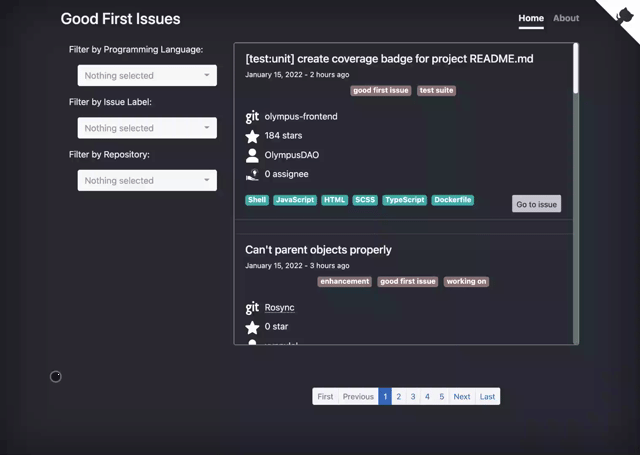 Good First Issues
Home About
Filter by Programming Language:
Nothing selected
Filter by Issue Label:
Nothing selected
Filter by Repository:
Nothing selected
[test:unit] create coverage badge for project README.md
January 15, 2022 - 2 hours ago
good first issue test suite
git olympus-frontend
184 stars
OlympusDAO
0 assignee
Shell JavaScript HTML SCSS TypeScript Dockerfile
Go to issue
Can't parent objects properly
January 15, 2022 - 3 hours ago
enhancement good first issue working on
git Rosync
0 star
First Previous 1 2 3 4 5 Next Last